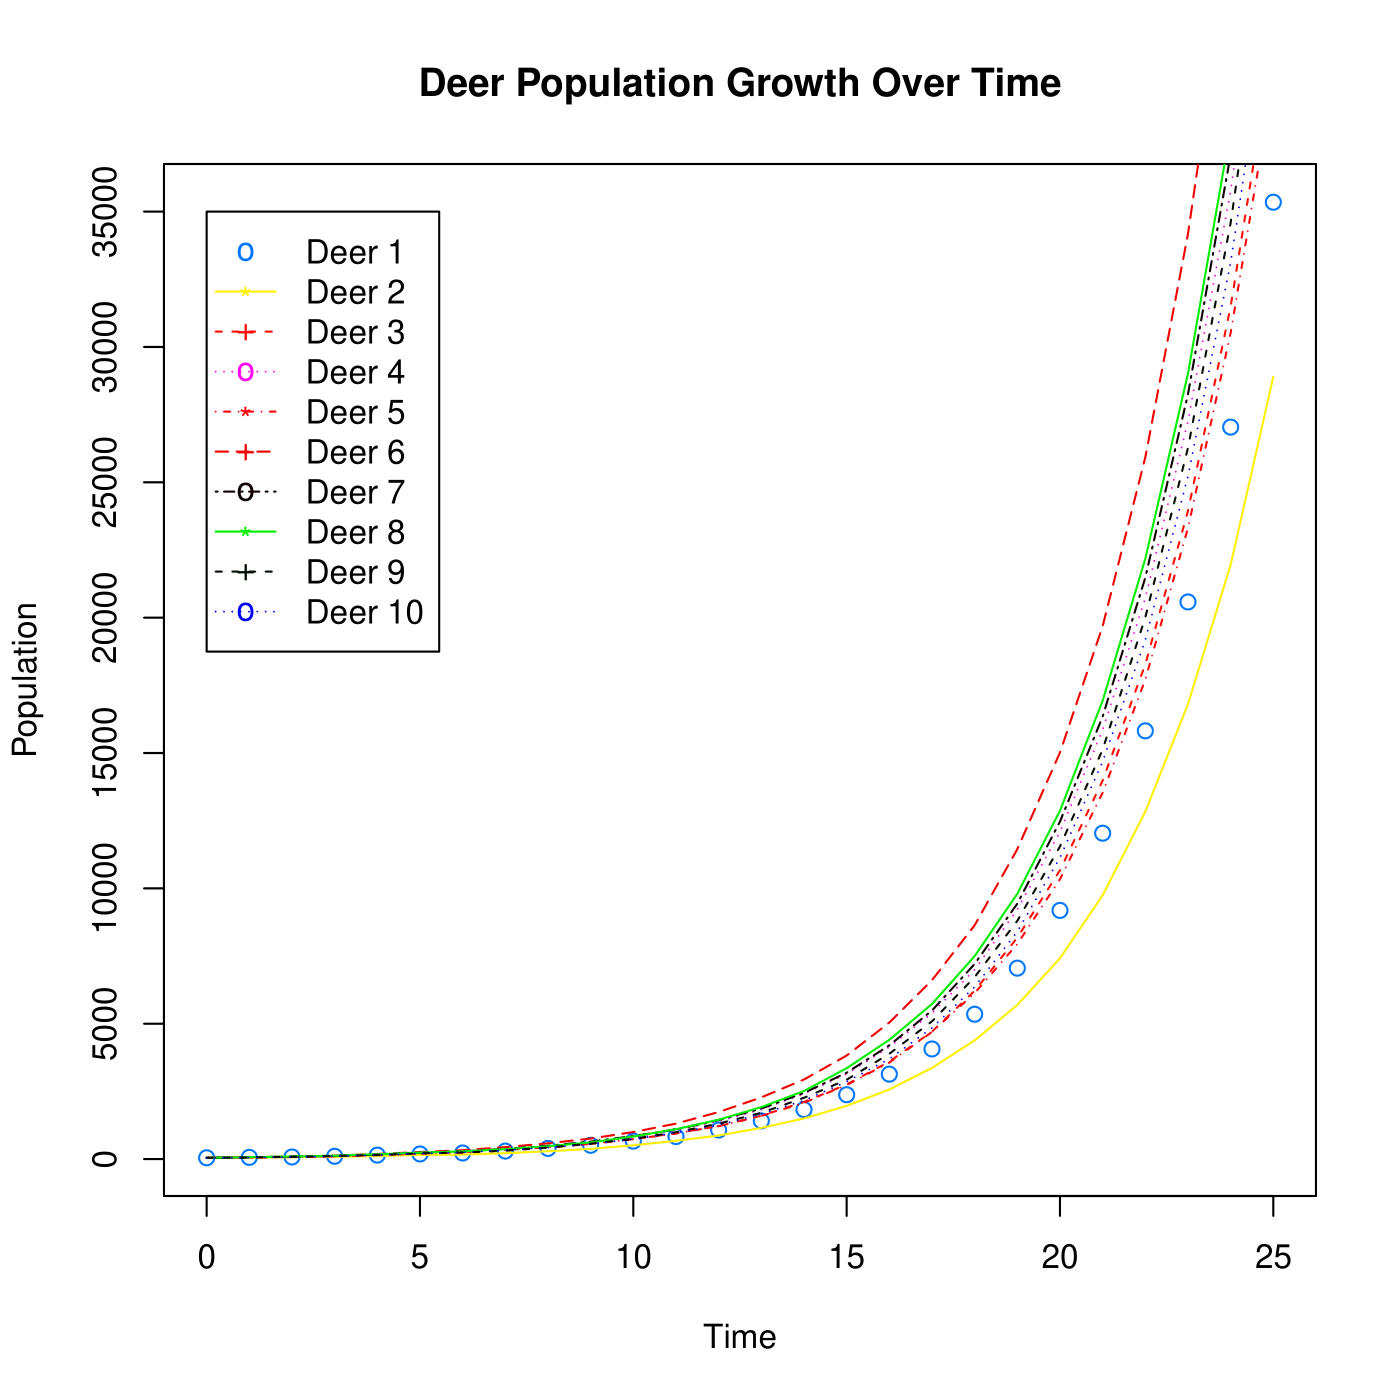 Deer Population Growth Over Time
Population
35000
30000
25000
20000
15000
10000
5000
0
Deer 1
Deer 2
Deer 3
Deer 4
Deer 5
Deer 6
Deer 7
Deer 8
Deer 9
Deer 10
0 5 10 15 20 25
Time